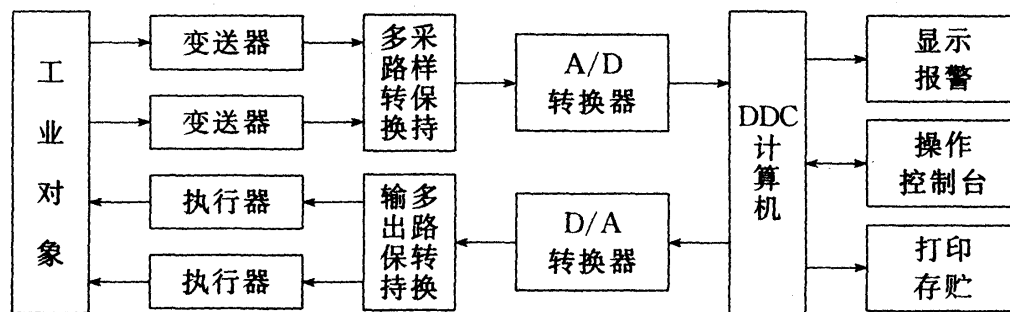 工业对象
变送器
变送器
执行器
执行器
采样保持
多路转换
多路转换
输出保持
A/D
转换器
D/A
转换器
DDC
计算机
显示
报警
操作
控制台
打印
存贮